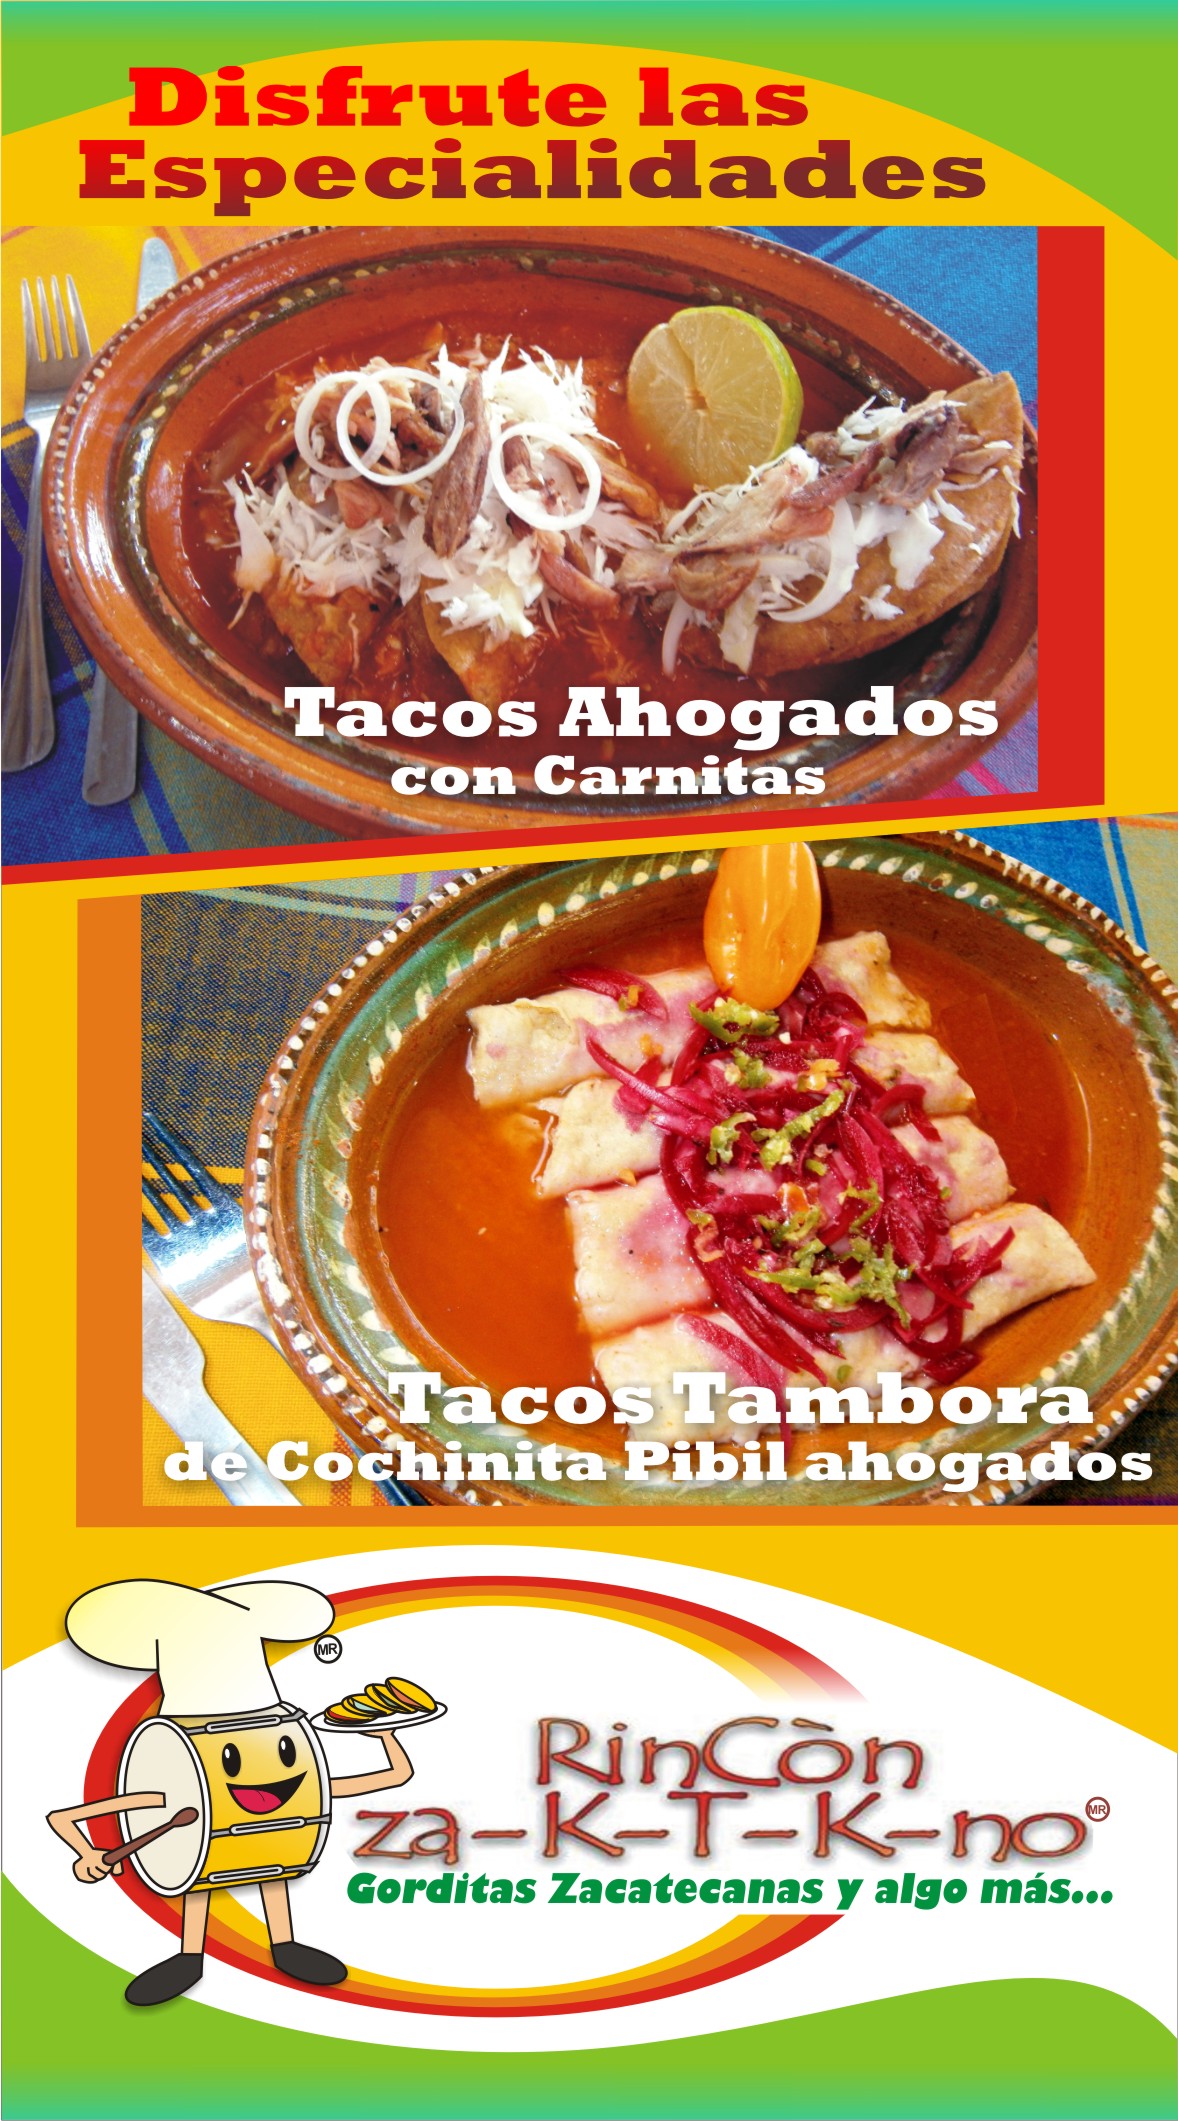 Disfrute las
Especialidades
Tacos Ahogados
con Carnitas
Tacos Tambora
de Cochinita Pibil ahogados
MR
RinCòn
za-K-T-K-no MR
Gorditas Zacatecanas y algo más...